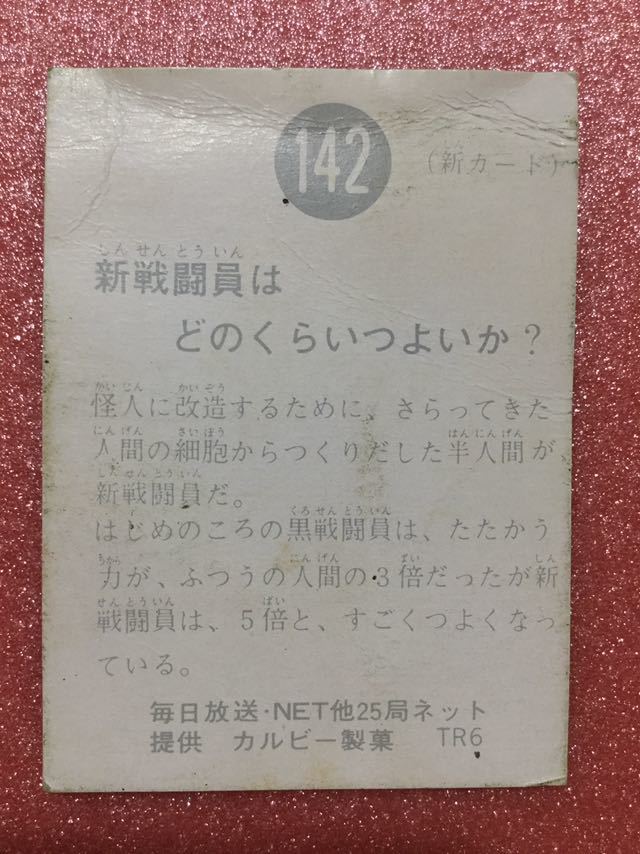 142
(新カード)
新戦闘員は
どのくらいつよいか?
怪人に改造するために、さらってきた
人間の細胞からつくりだした半人間が、
新戦闘員だ。
はじめのころの黒戦闘員は、たたかう
力が、ふつうの人間の3倍だったが新
戦闘員は、5倍と、すごくつよくなっ
ている。
毎日放送・NET他25局ネット
提供 カルビー製菓 TR6